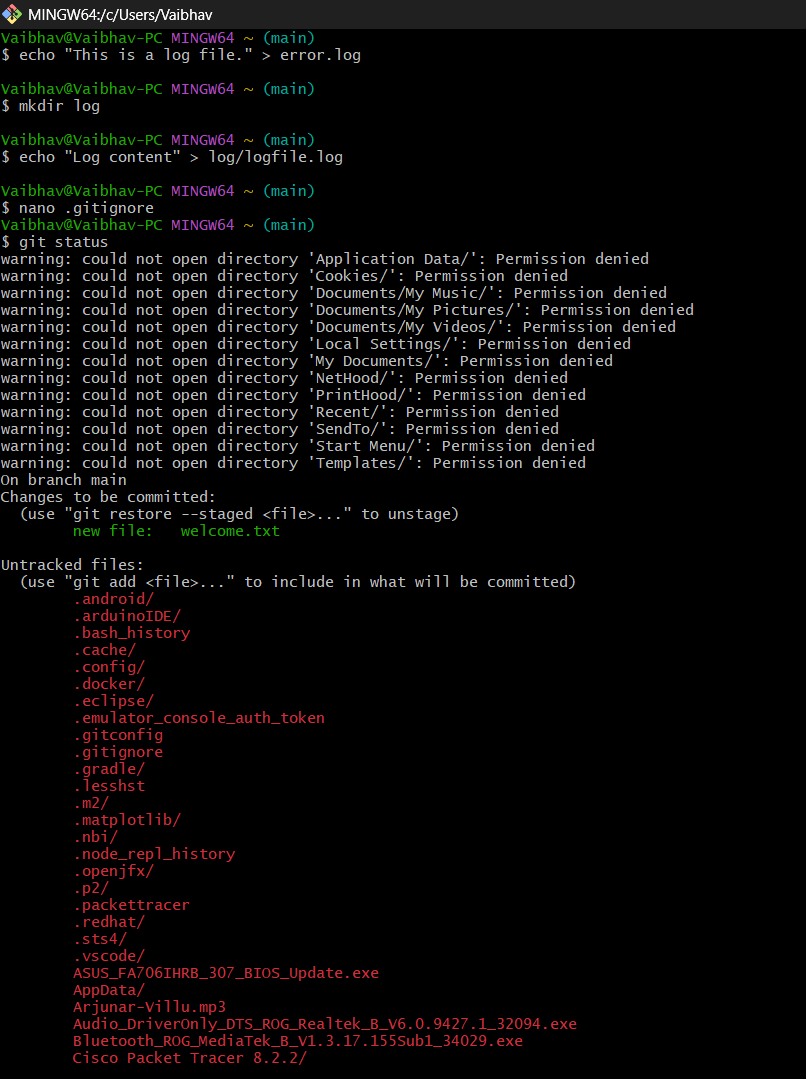 MINGW64:/c/Users/Vaibhav
Vaibhav@Vaibhav-PC MINGW64 ~ (main)
$ echo "This is a log file." > error.log
Vaibhav@Vaibhav-PC MINGW64 ~ (main)
$ mkdir log
Vaibhav@Vaibhav-PC MINGW64 ~ (main)
$ echo "Log content" > log/logfile.log
Vaibhav@Vaibhav-PC MINGW64 ~ (main)
$ nano .gitignore
Vaibhav@Vaibhav-PC MINGW64 ~ (main)
$ git status
warning: could not open directory 'Application Data/': Permission denied
warning: could not open directory 'Cookies/': Permission denied
warning: could not open directory 'Documents/My Music/': Permission denied
warning: could not open directory 'Documents/My Pictures/': Permission denied
warning: could not open directory 'Documents/My Videos/': Permission denied
warning: could not open directory 'Local Settings/': Permission denied
warning: could not open directory 'My Documents/': Permission denied
warning: could not open directory 'NetHood/': Permission denied
warning: could not open directory 'PrintHood/': Permission denied
warning: could not open directory 'Recent/': Permission denied
warning: could not open directory 'SendTo/': Permission denied
warning: could not open directory 'Start Menu/': Permission denied
warning: could not open directory 'Templates/': Permission denied
On branch main
Changes to be committed:
  (use "git restore --staged <file>..." to unstage)
        new file:   welcome.txt
Untracked files:
  (use "git add <file>..." to include in what will be committed)
        .android/
        .arduinoIDE/
        .bash_history
        .cache/
        .config/
        .docker/
        .eclipse/
        .emulator_console_auth_token
        .gitconfig
        .gitignore
        .gradle/
        .lesshst
        .m2/
        .matplotlib/
        .nbi/
        .node_repl_history
        .openjfx/
        .p2/
        .packettracer
        .redhat/
        .sts4/
        .vscode/
        ASUS_FA706IHRB_307_BIOS_Update.exe
        AppData/
        Arjunar-Villu.mp3
        Audio_DriverOnly_DTS_ROG_Realtek_B_V6.0.9427.1_32094.exe
        Bluetooth_ROG_MediaTek_B_V1.3.17.155Sub1_34029.exe
        Cisco Packet Tracer 8.2.2/